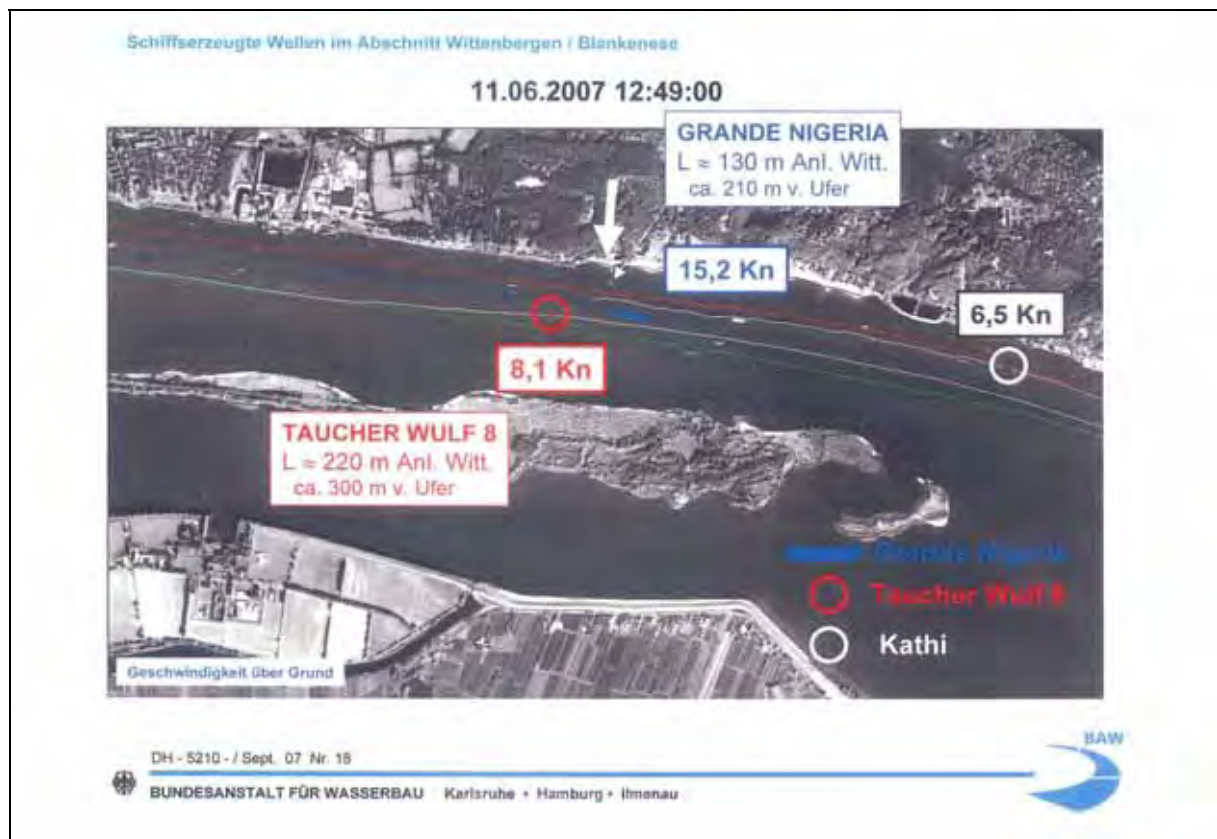 Schiffserzeugte Wellen im Abschnitt Wittenbergen / Blankenese
11.06.2007 12:49:00
GRANDE NIGERIA
L ≈ 130 m Anl. Witt.
ca. 210 m v. Ufer
15,2 Kn
6,5 Kn
8,1 Kn
TAUCHER WULF 8
L ≈ 220 m Anl. Witt.
ca. 300 m v. Ufer
Grande Nigeria
Taucher Wulf 8
Kathi
Geschwindigkeit über Grund
BAW
DH - 5210 - / Sept. 07 Nr. 18
BUNDESANSTALT FÜR WASSERBAU Karlsruhe • Hamburg • Ilmenau